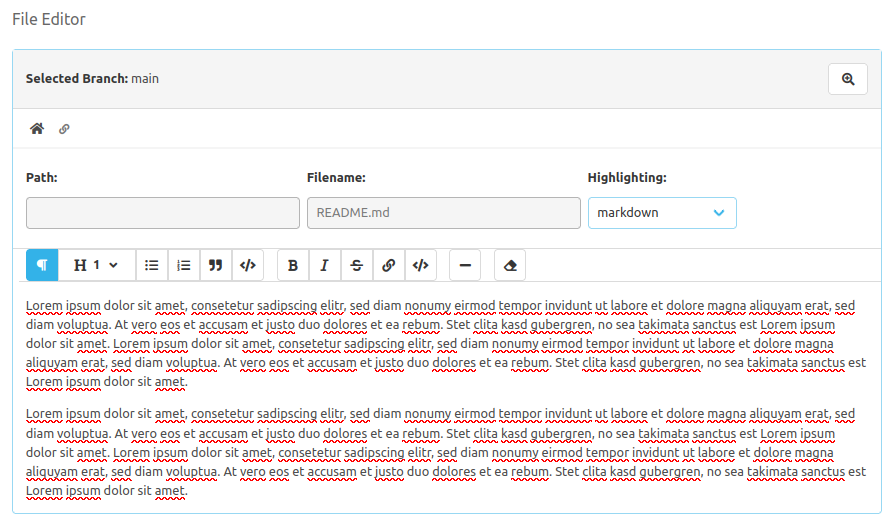 File Editor
Selected Branch: main
Path: Filename: Highlighting:
README.md markdown
H 1 B I S
Lorem ipsum dolor sit amet, consetetur sadipscing elitr, sed diam nonumy eirmod tempor invidunt ut labore et dolore magna aliquyam erat, sed
diam voluptua. At vero eos et accusam et justo duo dolores et ea rebum. Stet clita kasd gubergren, no sea takimata sanctus est Lorem ipsum
dolor sit amet. Lorem ipsum dolor sit amet, consetetur sadipscing elitr, sed diam nonumy eirmod tempor invidunt ut labore et dolore magna
aliquyam erat, sed diam voluptua. At vero eos et accusam et justo duo dolores et ea rebum. Stet clita kasd gubergren, no sea takimata sanctus est
Lorem ipsum dolor sit amet.
Lorem ipsum dolor sit amet, consetetur sadipscing elitr, sed diam nonumy eirmod tempor invidunt ut labore et dolore magna aliquyam erat, sed
diam voluptua. At vero eos et accusam et justo duo dolores et ea rebum. Stet clita kasd gubergren, no sea takimata sanctus est Lorem ipsum
dolor sit amet. Lorem ipsum dolor sit amet, consetetur sadipscing elitr, sed diam nonumy eirmod tempor invidunt ut labore et dolore magna
aliquyam erat, sed diam voluptua. At vero eos et accusam et justo duo dolores et ea rebum. Stet clita kasd gubergren, no sea takimata sanctus est
Lorem ipsum dolor sit amet.